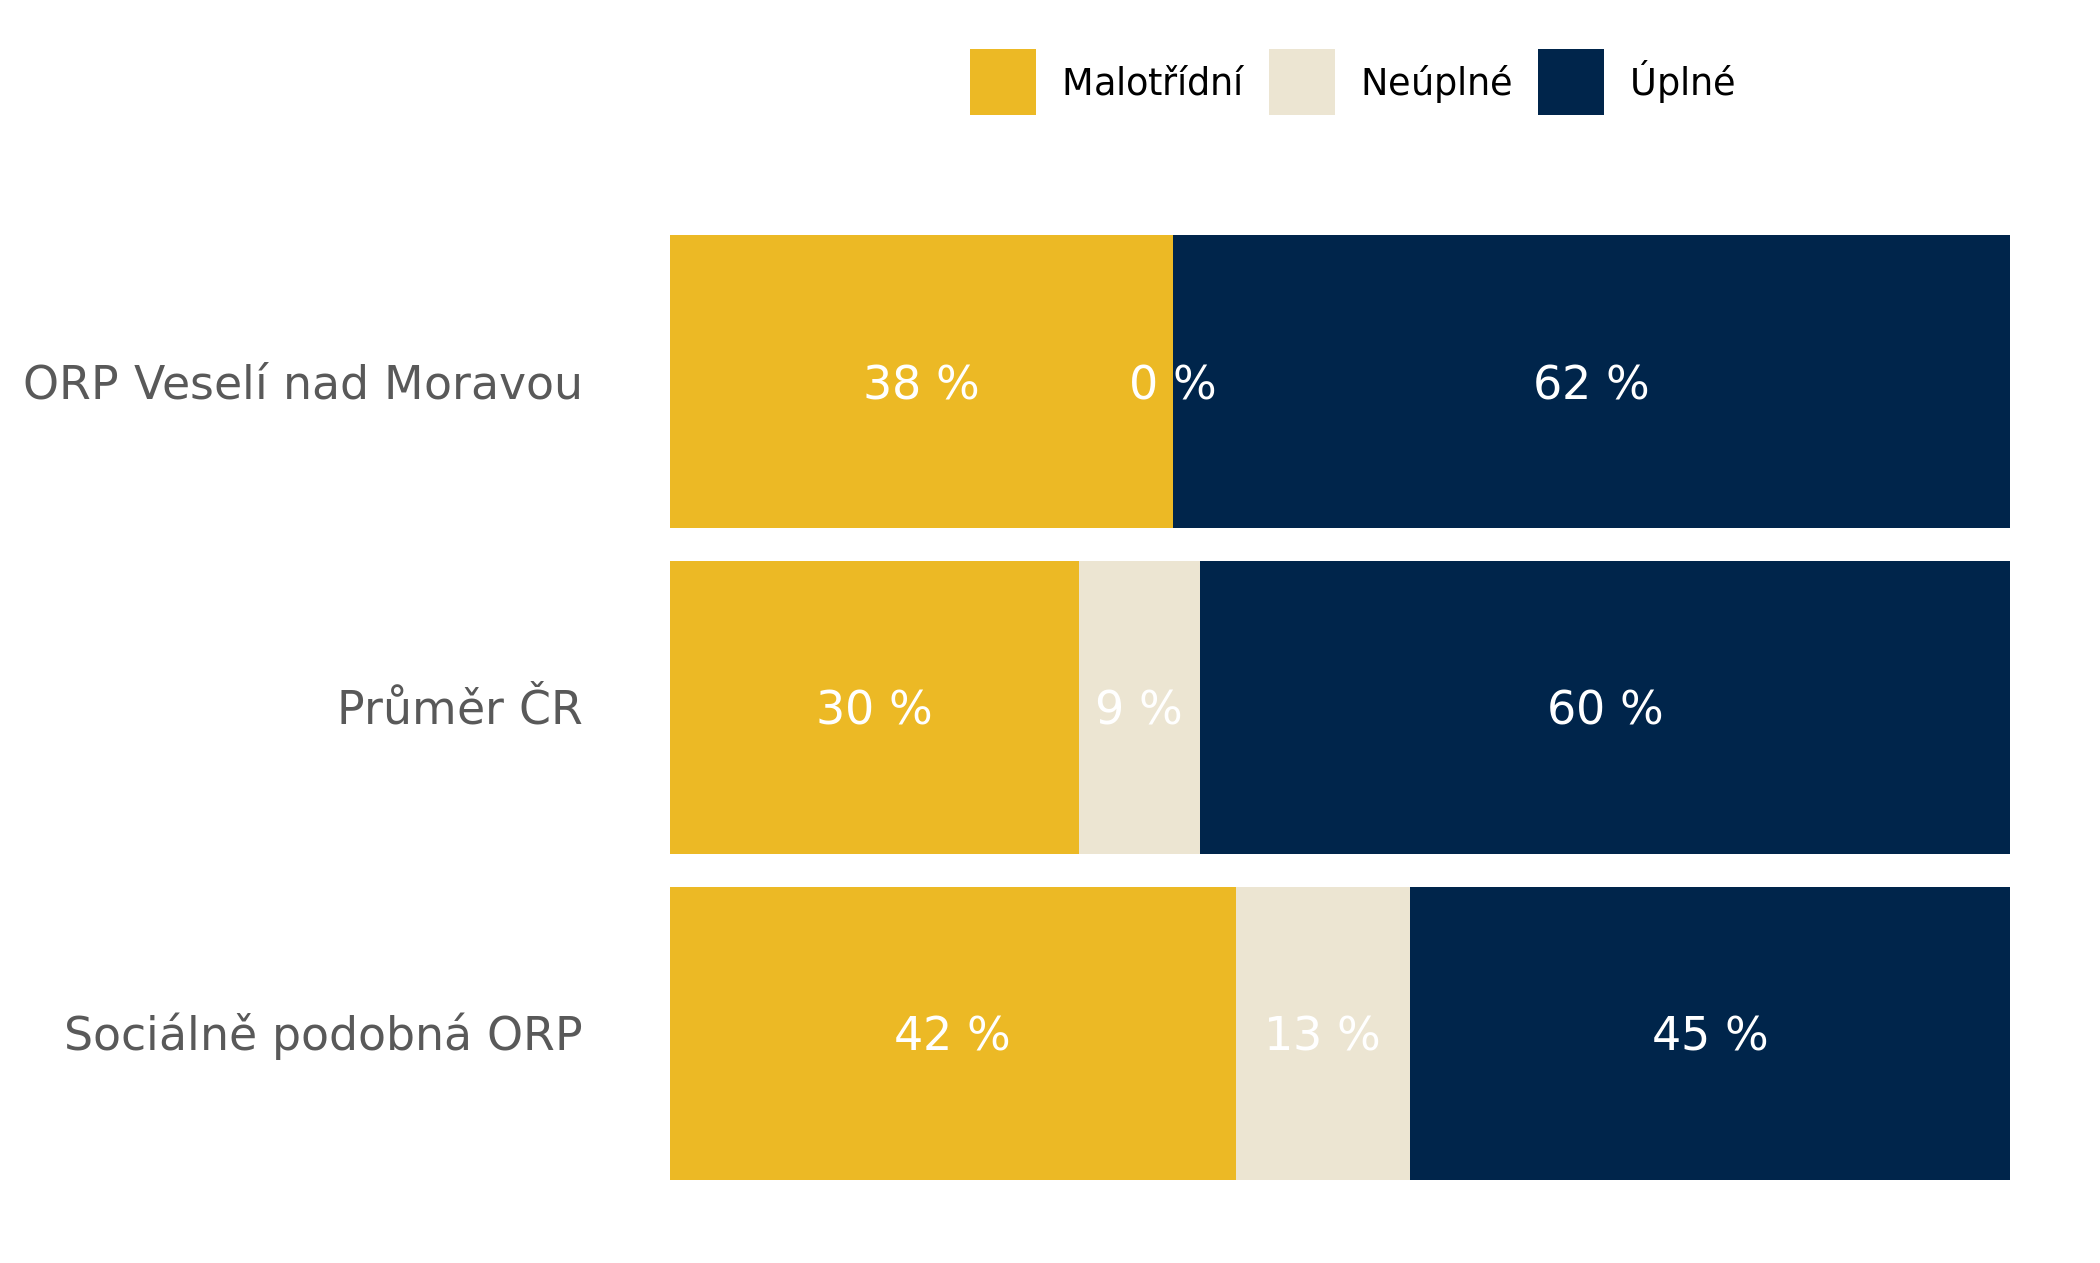 Malotřídní Neúplné Úplné
ORP Veselí nad Moravou 38 % 0 % 62 %
Průměr ČR 30 % 9 % 60 %
Sociálně podobná ORP 42 % 13 % 45 %